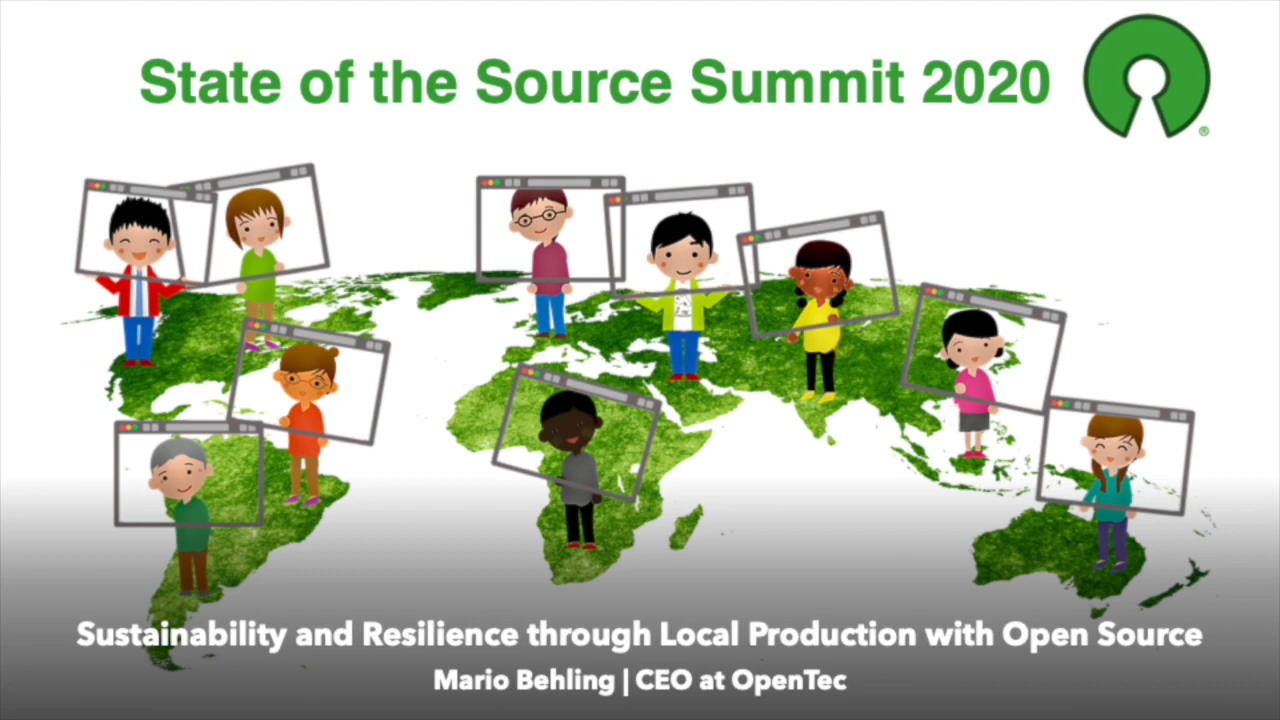 State of the Source Summit 2020
®
Sustainability and Resilience through Local Production with Open Source
Mario Behling | CEO at OpenTec